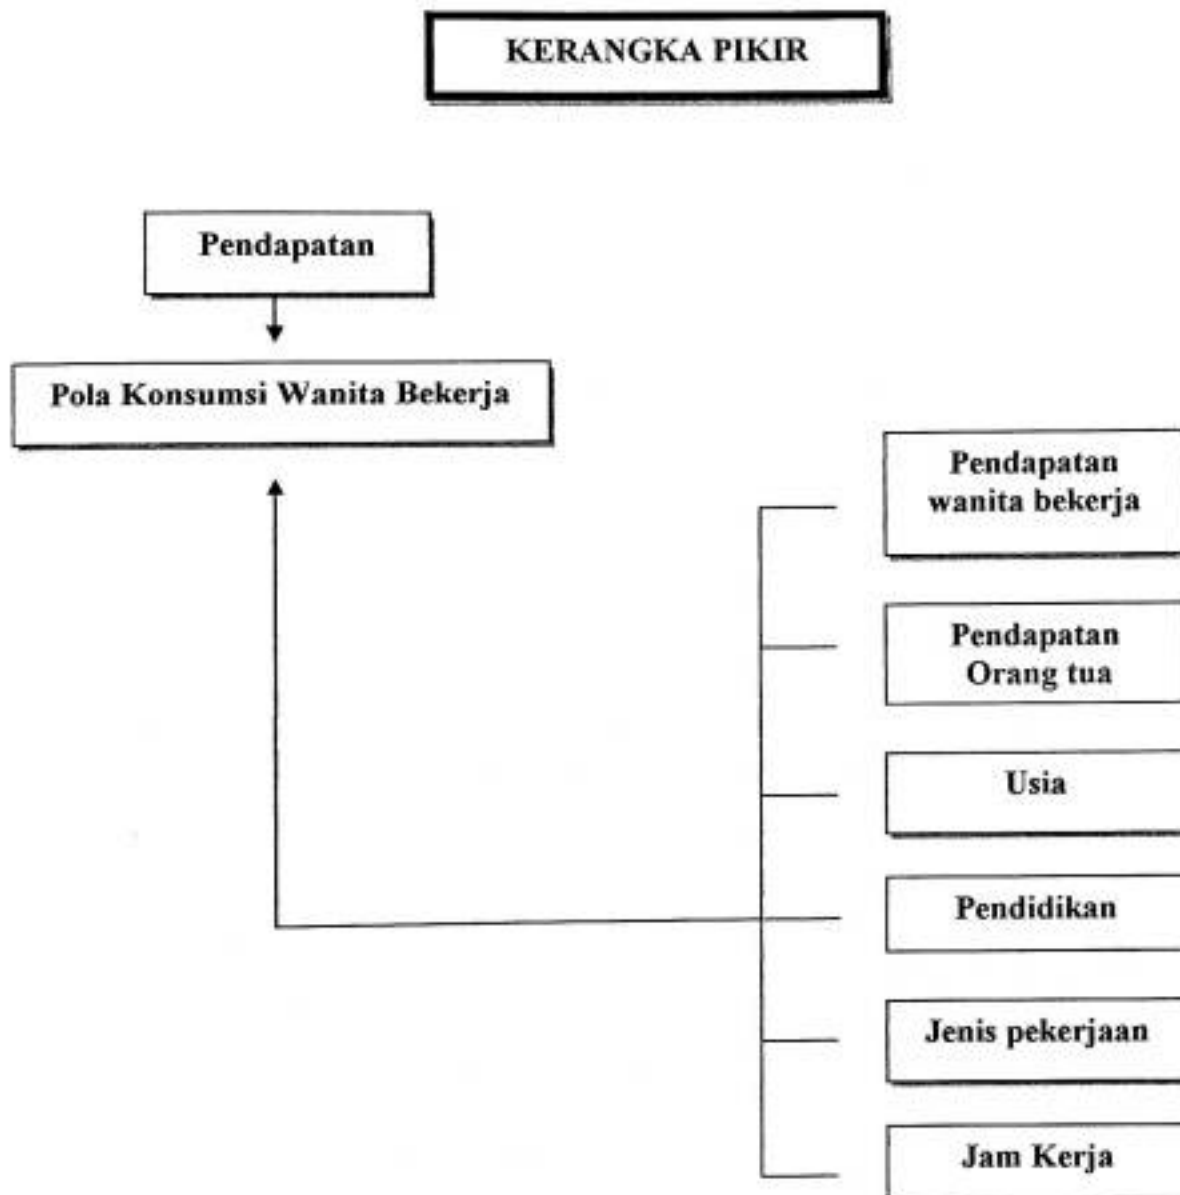 KERANGKA PIKIR
Pendapatan
Pola Konsumsi Wanita Bekerja
Pendapatan
wanita bekerja
Pendapatan
Orang tua
Usia
Pendidikan
Jenis pekerjaan
Jam Kerja